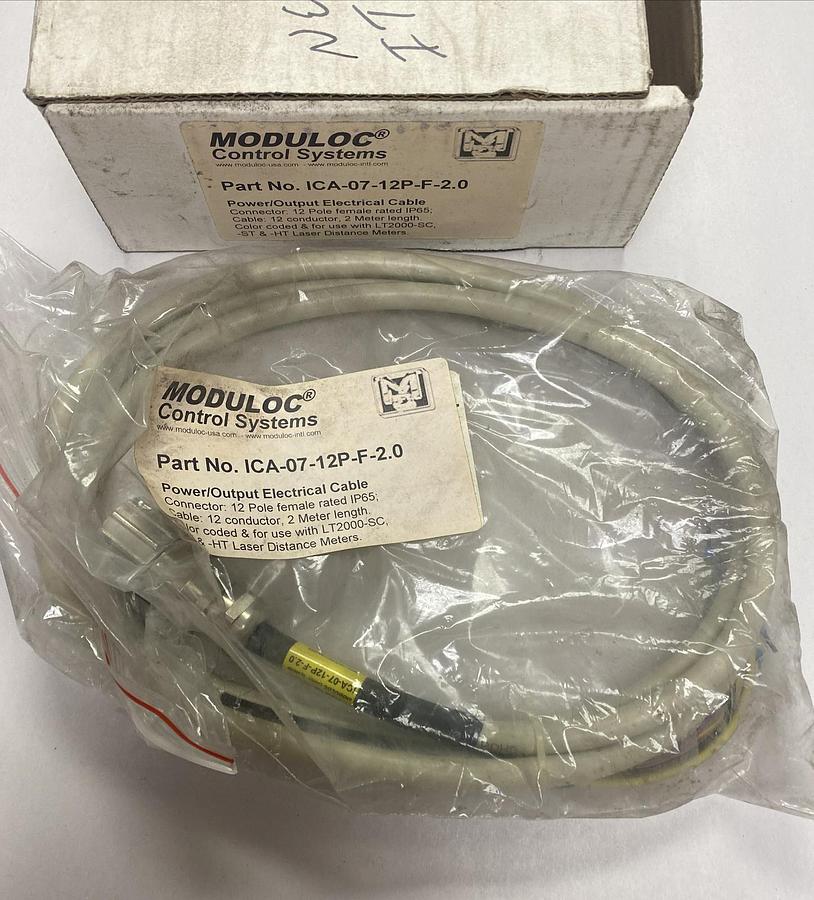 NE
IT
MODULOC®
Control Systems
www.moduloc-usa.com - www.moduloc-intl.com
Part No. ICA-07-12P-F-2.0
Power/Output Electrical Cable
Connector: 12 Pole female rated IP65;
Cable: 12 conductor, 2 Meter length.
Color coded & for use with LT2000-SC,
-ST & -HT Laser Distance Meters.
MODULOC®
Control Systems
www.moduloc-usa.com - www.moduloc-intl.com
Part No. ICA-07-12P-F-2.0
Power/Output Electrical Cable
Connector: 12 Pole female rated IP65;
Cable: 12 conductor, 2 Meter length.
color coded & for use with LT2000-SC,
& -HT Laser Distance Meters.
ICA-07-12P-F-2.0